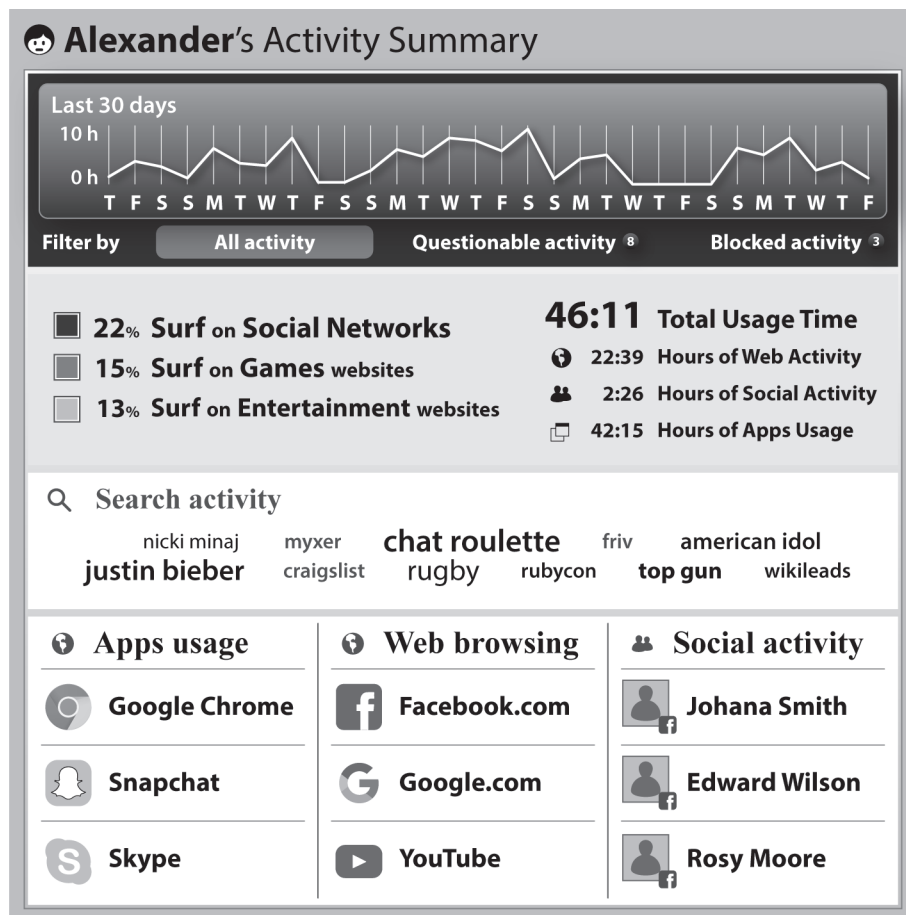 Alexander's Activity Summary
Last 30 days
10 h
0 h
T F S S M T W T F S S M T W T F S S M T W T F S S M T W T F
Filter by All activity Questionable activity 8 Blocked activity 3
22% Surf on Social Networks
15% Surf on Games websites
13% Surf on Entertainment websites
46:11 Total Usage Time
22:39 Hours of Web Activity
2:26 Hours of Social Activity
42:15 Hours of Apps Usage
Search activity
nicki minaj myxer chat roulette friv american idol
justin bieber craigslist rugby rubycon top gun wikileads
Apps usage
Google Chrome
Snapchat
Skype
Web browsing
Facebook.com
Google.com
YouTube
Social activity
Johana Smith
Edward Wilson
Rosy Moore